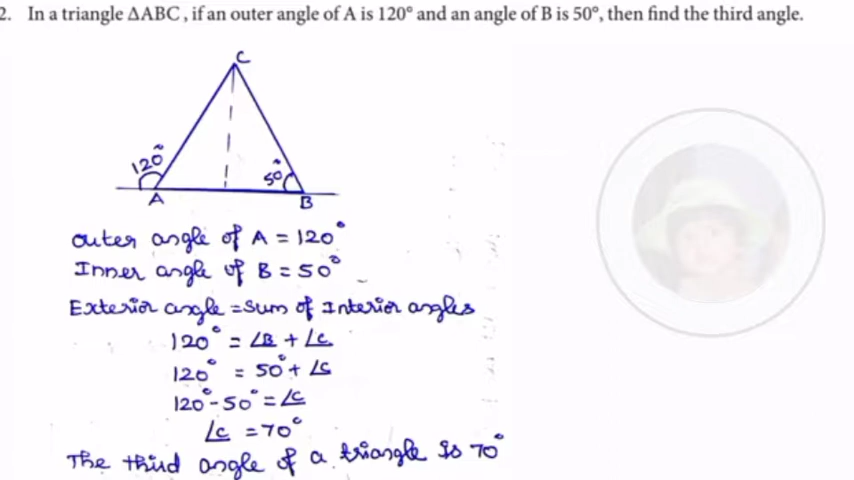 2. In a triangle ΔABC, if an outer angle of A is 120° and an angle of B is 50°, then find the third angle.
C
120°
50°
A
B
outer angle of A = 120°
Inner angle of B = 50°
Exterior angle = Sum of Interior angles
120° = ∠B + ∠C
120° = 50° + ∠C
120° - 50° = ∠C
∠C = 70°
The third angle of a triangle is 70°